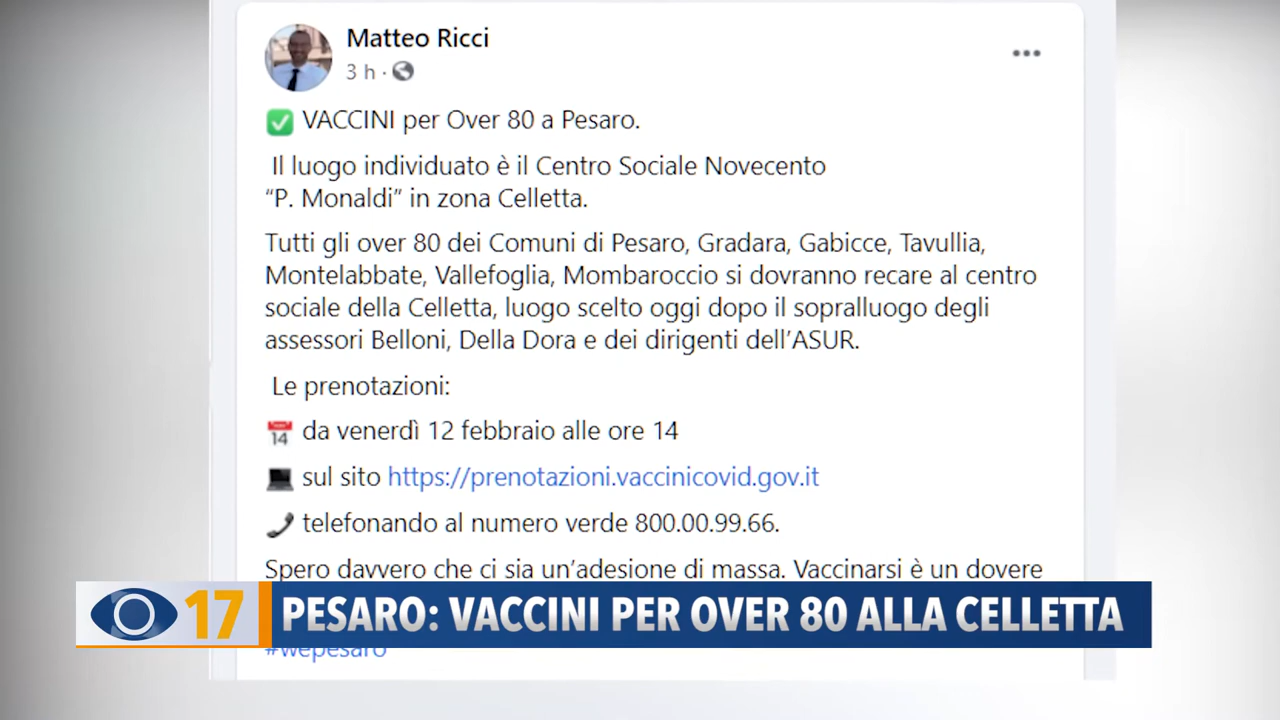 Matteo Ricci
3 h ·
VACCINI per Over 80 a Pesaro.
Il luogo individuato è il Centro Sociale Novecento
“P. Monaldi” in zona Celletta.
Tutti gli over 80 dei Comuni di Pesaro, Gradara, Gabicce, Tavullia,
Montelabbate, Vallefoglia, Mombaroccio si dovranno recare al centro
sociale della Celletta, luogo scelto oggi dopo il sopralluogo degli
assessori Belloni, Della Dora e dei dirigenti dell’ASUR.
Le prenotazioni:
14 da venerdì 12 febbraio alle ore 14
sul sito https://prenotazioni.vaccinicovid.gov.it
telefonando al numero verde 800.00.99.66.
Spero davvero che ci sia un’adesione di massa. Vaccinarsi è un dovere
17 PESARO: VACCINI PER OVER 80 ALLA CELLETTA
#wepesaro